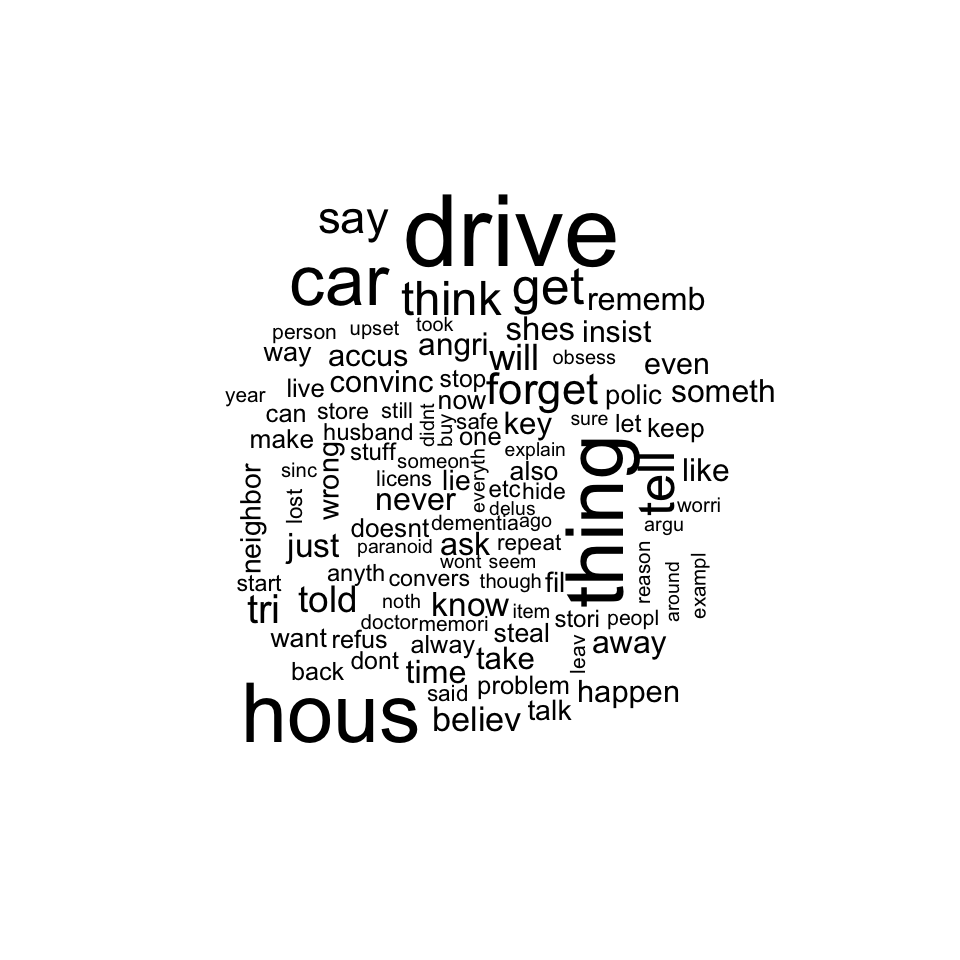 say drive
car think get rememb
person upset took shes insist
way accus angri will obsess even
year live convinc stop forget polic someth
can store still didnt buy now safe key sure let keep
make husband one explain
neighbor sinc lost wrong stuff someon everyth also thing tell like
licens lie etc hide worri
never delus argu
doesnt dementia ago
just paranoid ask repeat
wont seem reason around exampl
start anyth convers though fil
tri told noth know item stori peopl
doctor memori steal
want refus alway leav away
back dont time take
hous said problem happen
believ talk